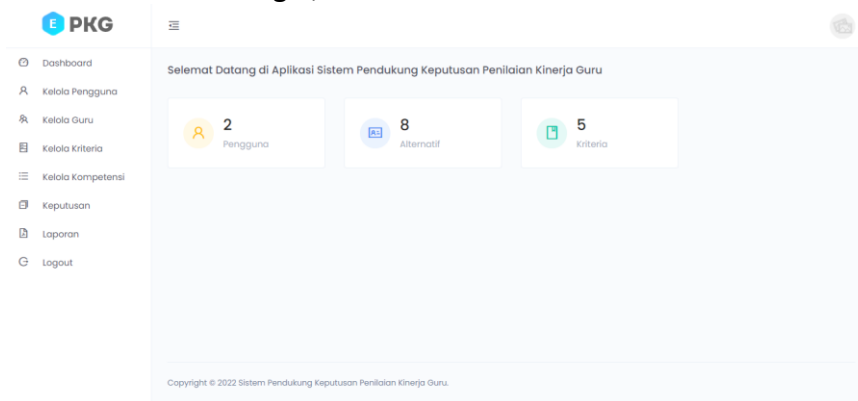 E PKG
Dashboard
Kelola Pengguna
Kelola Guru
Kelola Kriteria
Kelola Kompetensi
Keputusan
Laporan
Logout
Selemat Datang di Aplikasi Sistem Pendukung Keputusan Penilaian Kinerja Guru
2
Pengguna
8
Alternatif
5
Kriteria
Copyright © 2022 Sistem Pendukung Keputusan Penilaian Kinerja Guru.